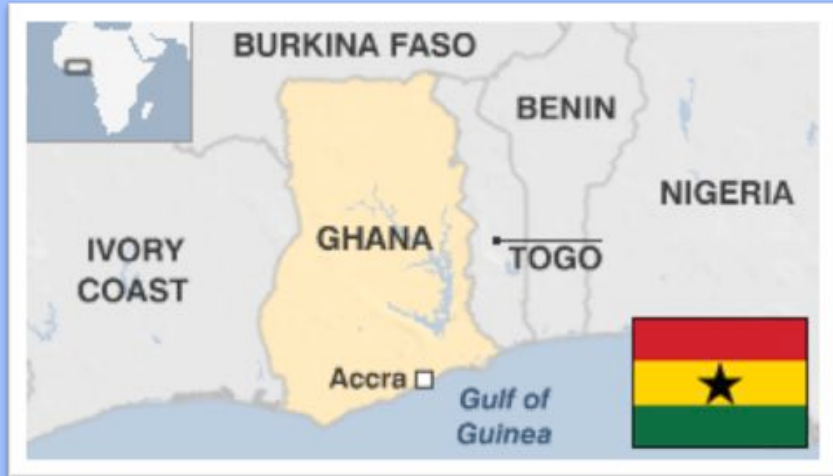 BURKINA FASO
BENIN
NIGERIA
IVORY
COAST
GHANA
TOGO
Accra
Gulf of
Guinea